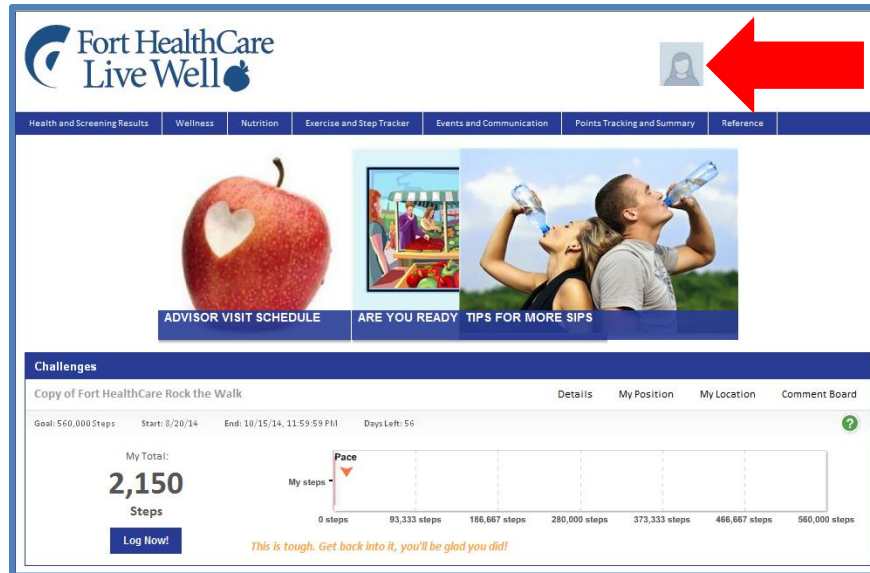 Fort HealthCare
Live Well
Health and Screening Results Wellness Nutrition Exercise and Step Tracker Events and Communication Points Tracking and Summary Reference
ADVISOR VISIT SCHEDULE ARE YOU READY TIPS FOR MORE SIPS
Challenges
Copy of Fort HealthCare Rock the Walk Details My Position My Location Comment Board
Goal: 560,000 Steps Start: 8/20/14 End: 10/15/14, 11:59:59 PM Days Left: 56 ?
My Total:
2,150
Steps
Log Now!
Pace
My steps
0 steps 93,333 steps 186,667 steps 280,000 steps 373,333 steps 466,667 steps 560,000 steps
This is tough. Get back into it, you'll be glad you did!